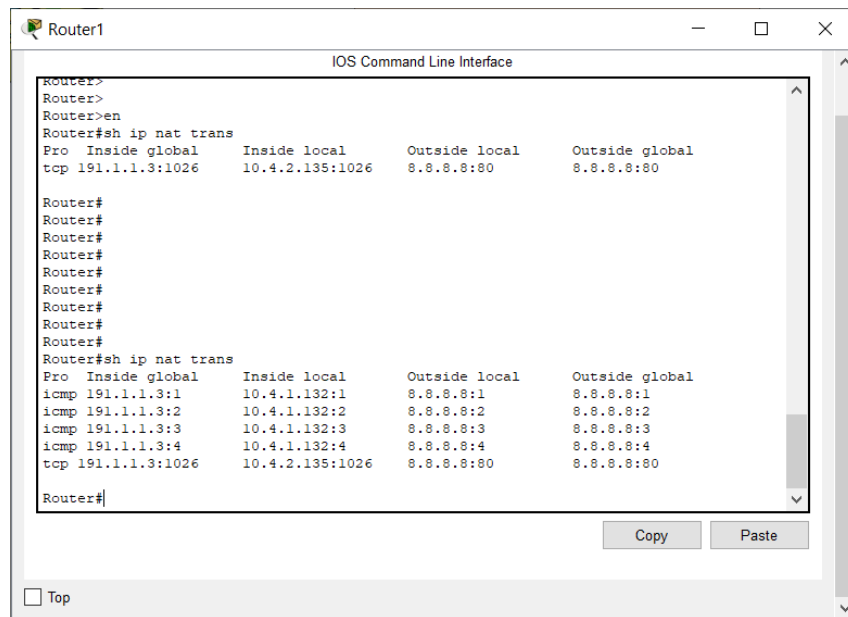 Router1
IOS Command Line Interface
Router>
Router>
Router>en
Router#sh ip nat trans
Pro  Inside global     Inside local       Outside local      Outside global
tcp 191.1.1.3:1026     10.4.2.135:1026    8.8.8.8:80         8.8.8.8:80
Router#
Router#
Router#
Router#
Router#
Router#
Router#
Router#
Router#
Router#sh ip nat trans
Pro  Inside global     Inside local       Outside local      Outside global
icmp 191.1.1.3:1       10.4.1.132:1       8.8.8.8:1          8.8.8.8:1
icmp 191.1.1.3:2       10.4.1.132:2       8.8.8.8:2          8.8.8.8:2
icmp 191.1.1.3:3       10.4.1.132:3       8.8.8.8:3          8.8.8.8:3
icmp 191.1.1.3:4       10.4.1.132:4       8.8.8.8:4          8.8.8.8:4
tcp 191.1.1.3:1026     10.4.2.135:1026    8.8.8.8:80         8.8.8.8:80
Router#
Copy Paste
Top